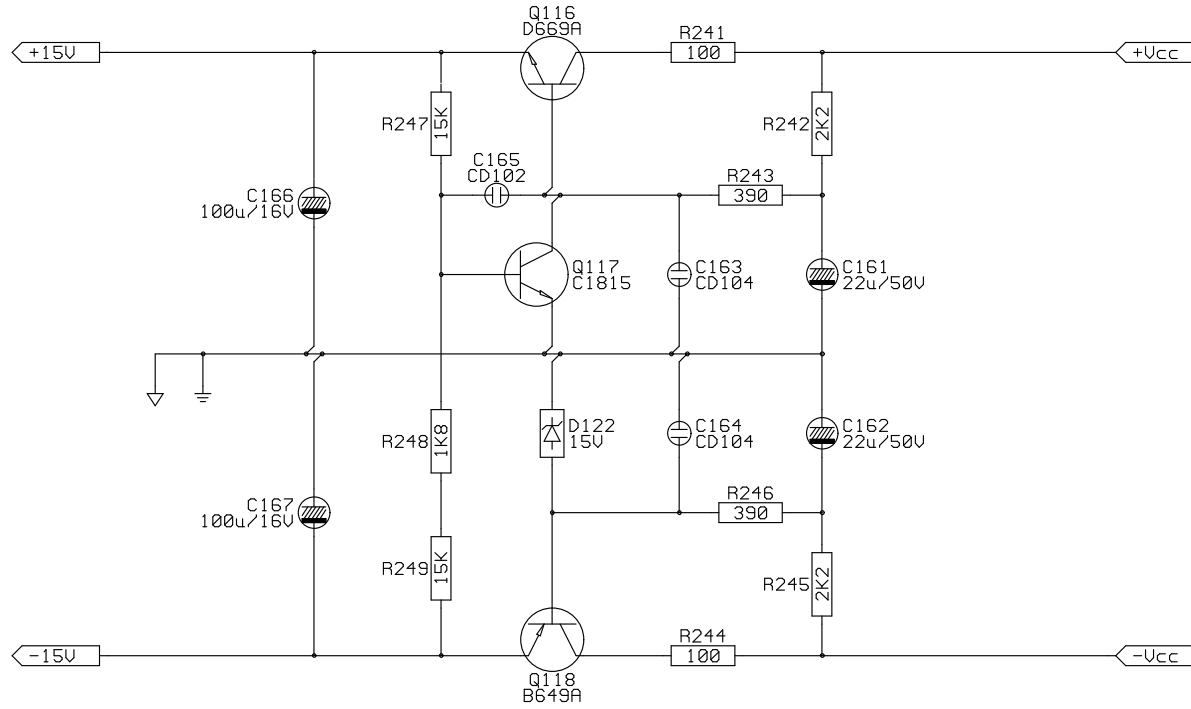 Q116
D669A
R241
+15V
100
+Vcc
R247
15K
R242
2K2
C165
CD102
R243
390
C166
100u/16V
Q117
C1815
C163
CD104
C161
22u/50V
R248
1K8
D122
15V
C164
CD104
C162
22u/50V
C167
100u/16V
R246
390
R249
15K
R245
2K2
R244
-15V
100
-Vcc
Q118
B649A